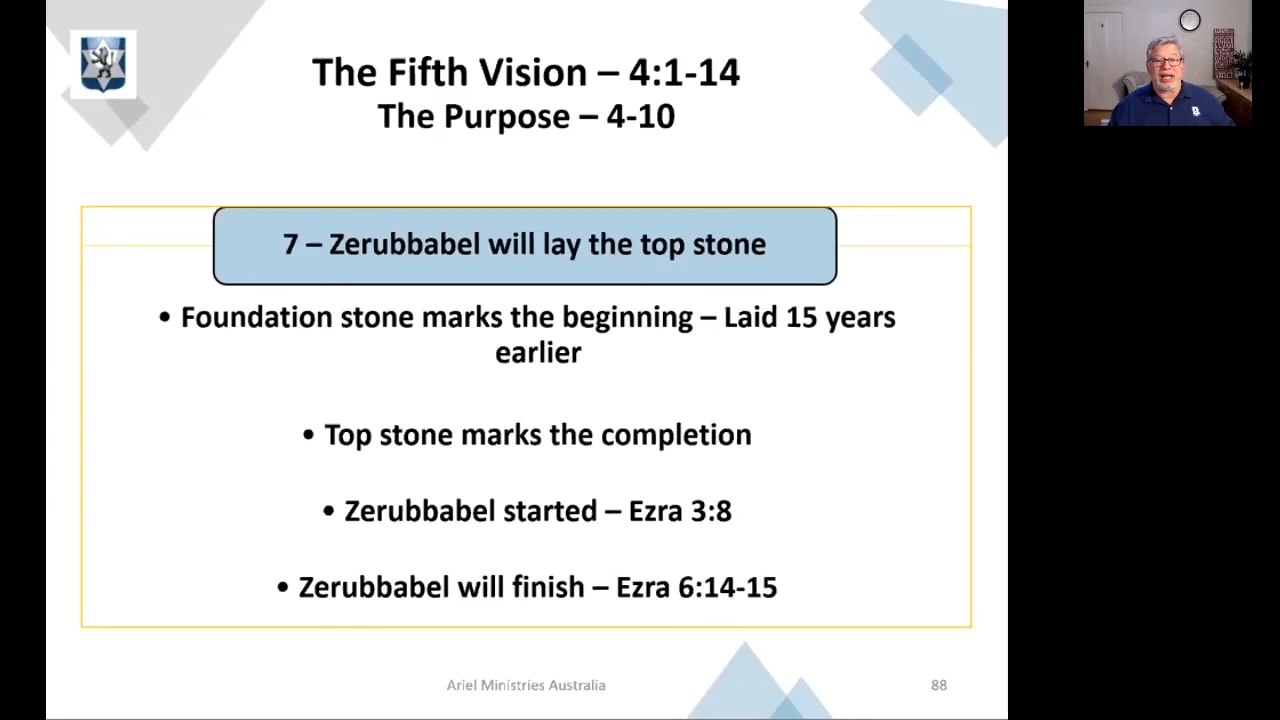 The Fifth Vision – 4:1-14
The Purpose – 4-10
7 – Zerubbabel will lay the top stone
• Foundation stone marks the beginning – Laid 15 years
earlier
• Top stone marks the completion
• Zerubbabel started – Ezra 3:8
• Zerubbabel will finish – Ezra 6:14-15
Ariel Ministries Australia
88